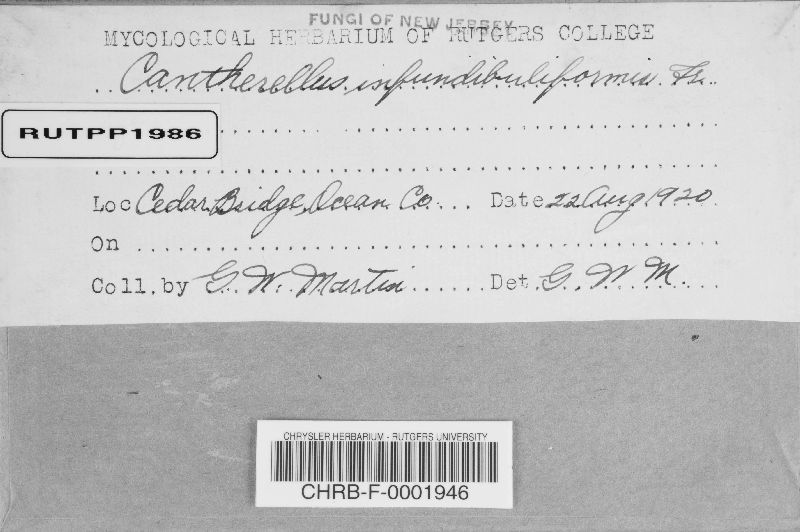 FUNGI OF NEW JERSEY
MYCOLOGICAL HERBARIUM OF RUTGERS COLLEGE
Cantherellus infundibuliformis Fr.
RUTPP1986
Loc Cedar Bridge, Ocean Co. Date 22 Aug 1920
On
Coll. by G. W. Martin Det. G. W. M.
CHRYSLER HERBARIUM - RUTGERS UNIVERSITY
CHRB-F-0001946